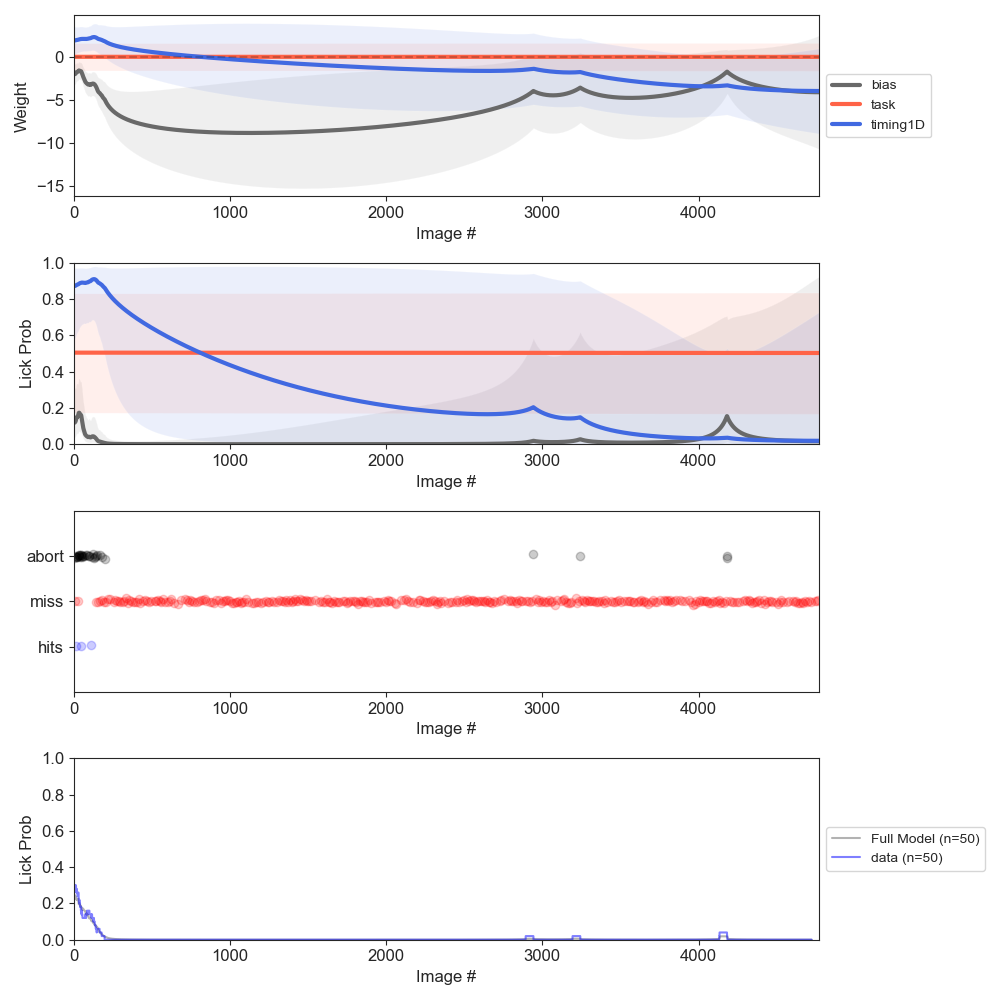 Weight
0
−5
−10
−15
0 1000 2000 3000 4000
Image #
bias
task
timing1D
Lick Prob
1.0
0.8
0.6
0.4
0.2
0.0
0 1000 2000 3000 4000
Image #
abort
miss
hits
0 1000 2000 3000 4000
Image #
Lick Prob
1.0
0.8
0.6
0.4
0.2
0.0
0 1000 2000 3000 4000
Image #
Full Model (n=50)
data (n=50)